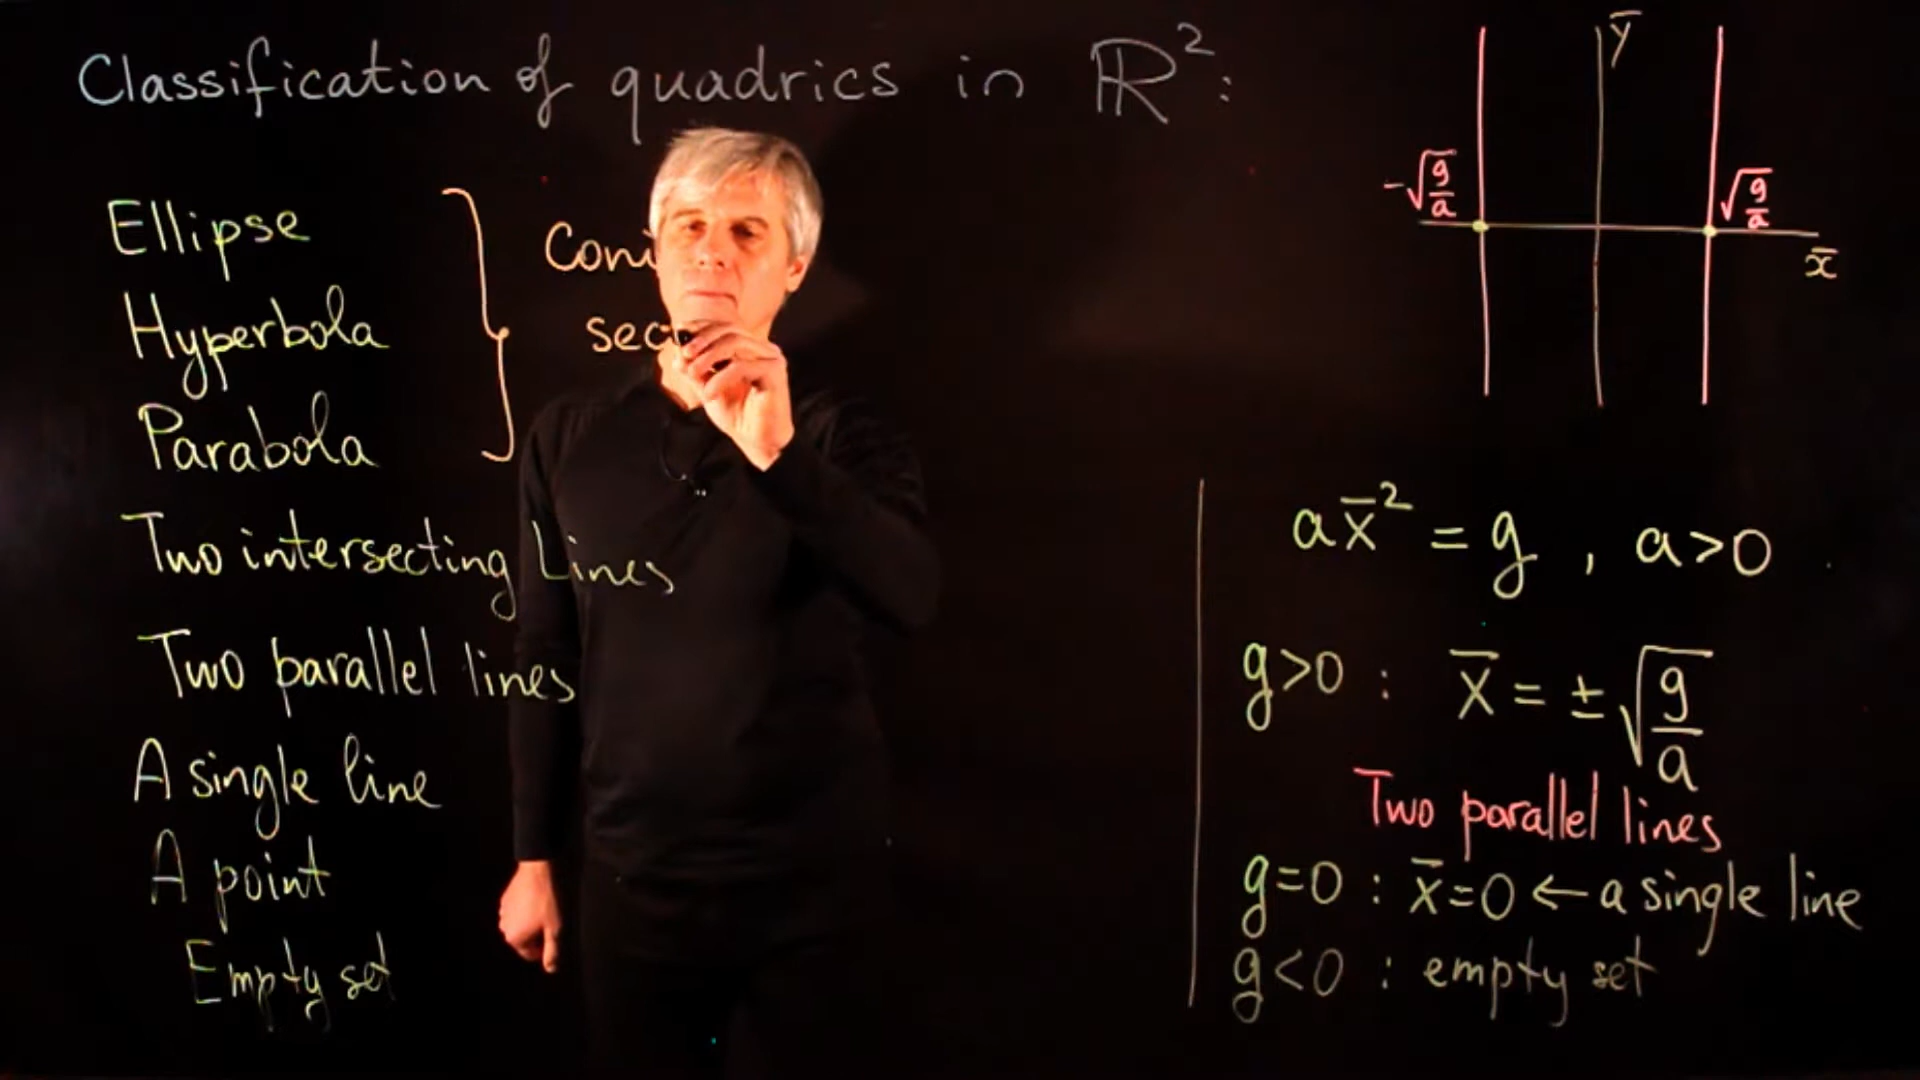 Classification of quadrics in ℝ²:
Ellipse
Hyperbola
Parabola
Two intersecting Lines
Two parallel lines
A single line
A point
Empty set
y̅
-√(g/a)
√(g/a)
x̅
ax̅² = g , a>0
g>0 : x̅ = ± √(g/a)
Two parallel lines
g=0 : x̅=0 ← a single line
g<0 : empty set